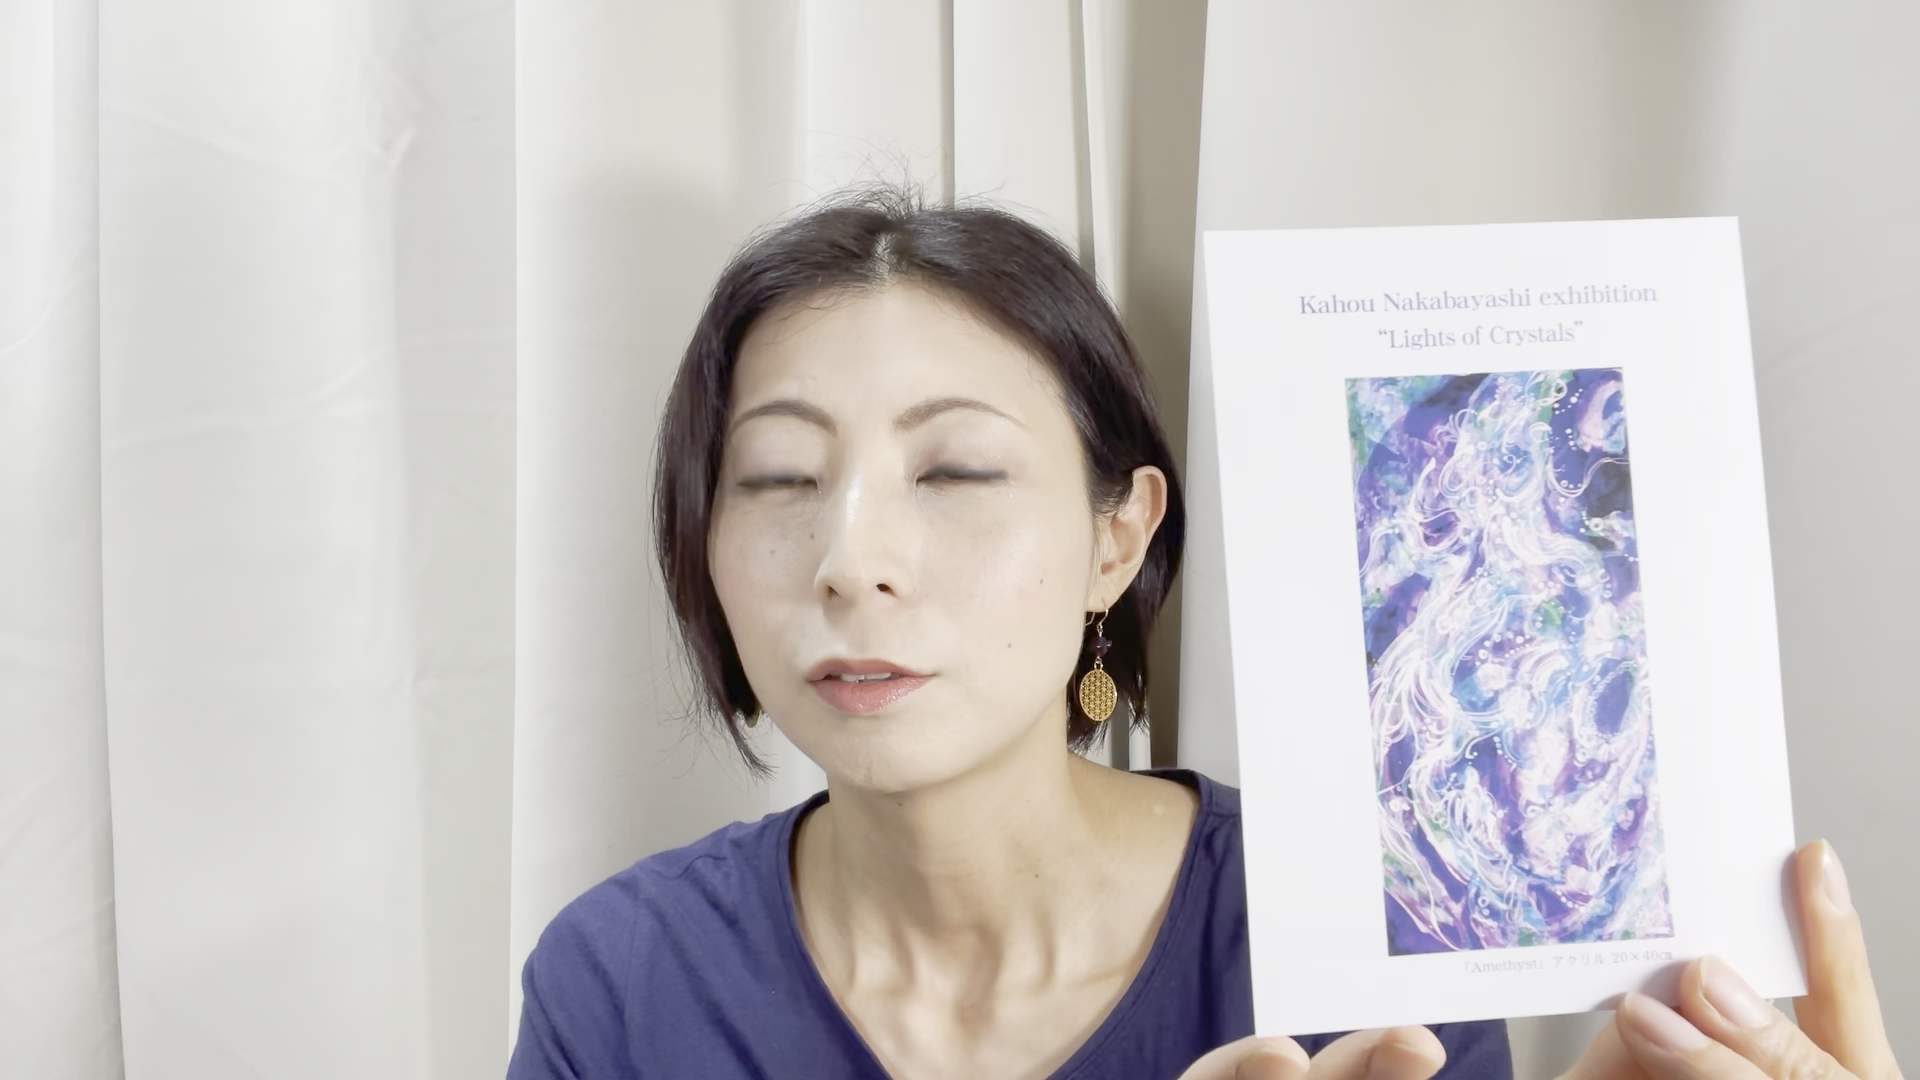 Kahou Nakabayashi exhibition
“Lights of Crystals”
「Amethyst」 アクリル 20×40㎝